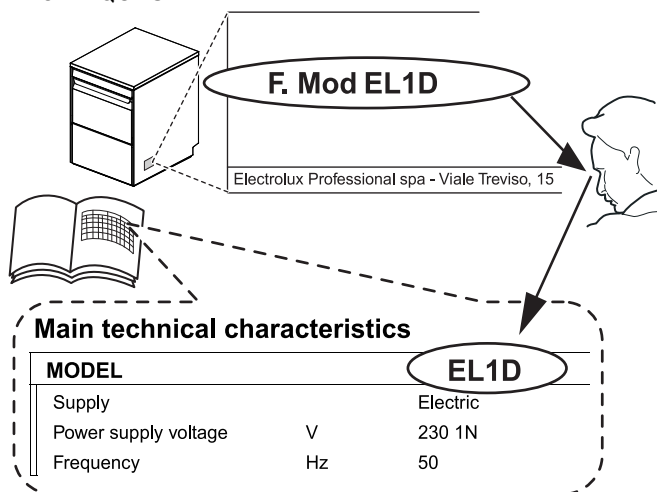 F. Mod EL1D
Electrolux Professional spa - Viale Treviso, 15
Main technical characteristics
MODEL EL1D
Supply Electric
Power supply voltage V 230 1N
Frequency Hz 50